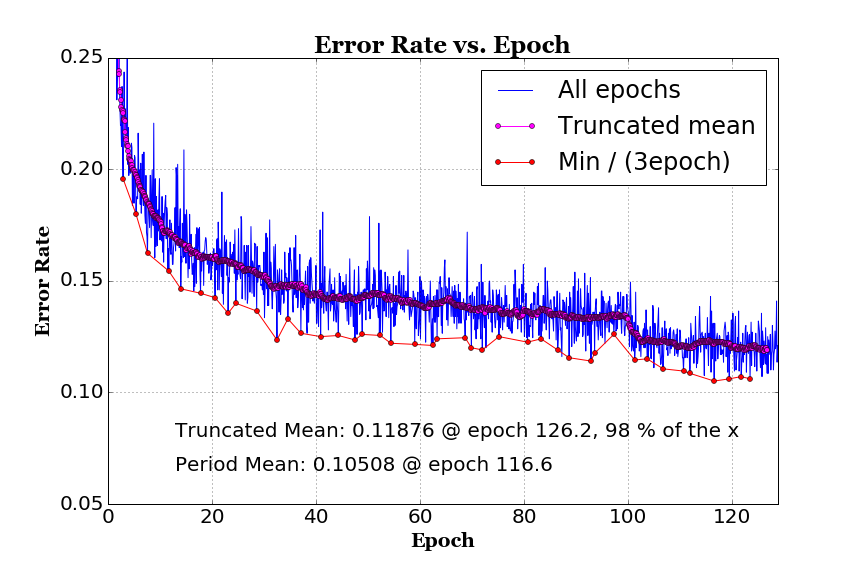 Error Rate vs. Epoch
0.25
0.20
0.15
0.10
0.05
Error Rate
All epochs
Truncated mean
Min / (3epoch)
Truncated Mean: 0.11876 @ epoch 126.2, 98 % of the x
Period Mean: 0.10508 @ epoch 116.6
0 20 40 60 80 100 120
Epoch